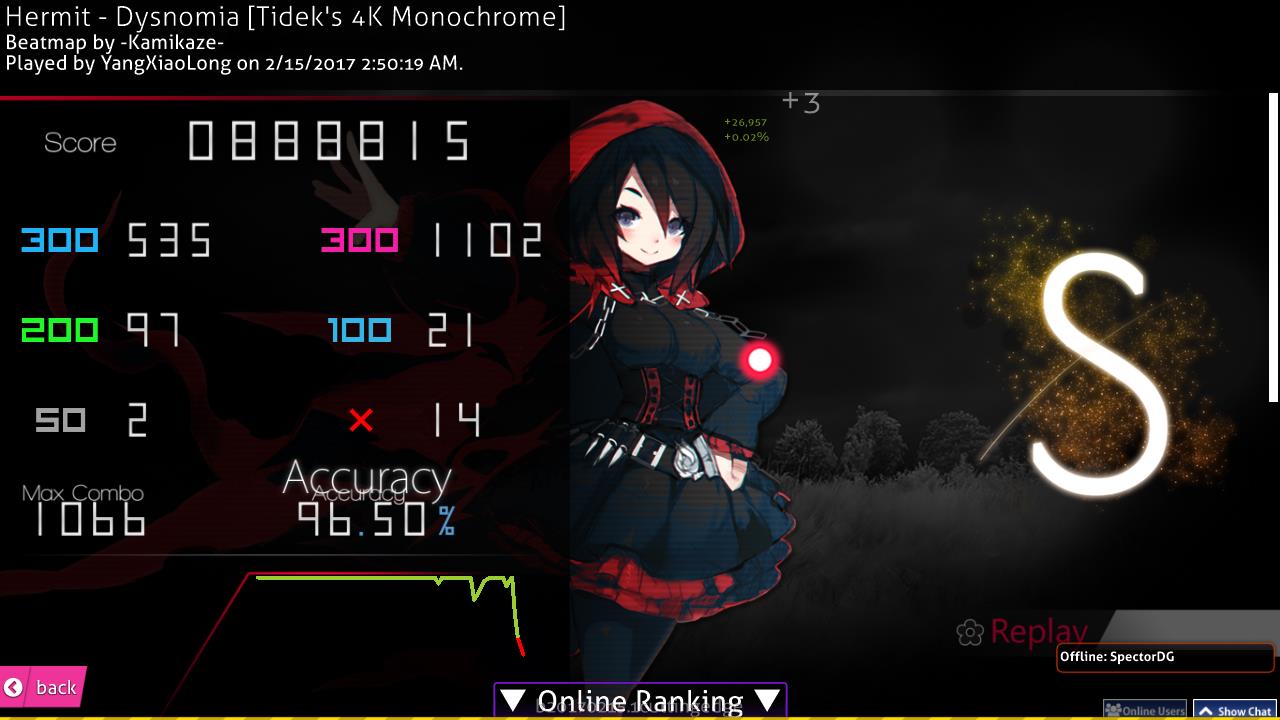 Hermit - Dysnomia [Tidek's 4K Monochrome]
Beatmap by -Kamikaze-
Played by YangXiaoLong on 2/15/2017 2:50:19 AM.
+3
+26,957
+0.02%
Score 0888815
300 535 300 1102
200 97 100 21
50 2 × 14
Max Combo Accuracy
Accuracy
1066 96.50%
S
Replay
Offline: SpectorDG
back
Online Ranking
Online Users Show Chat